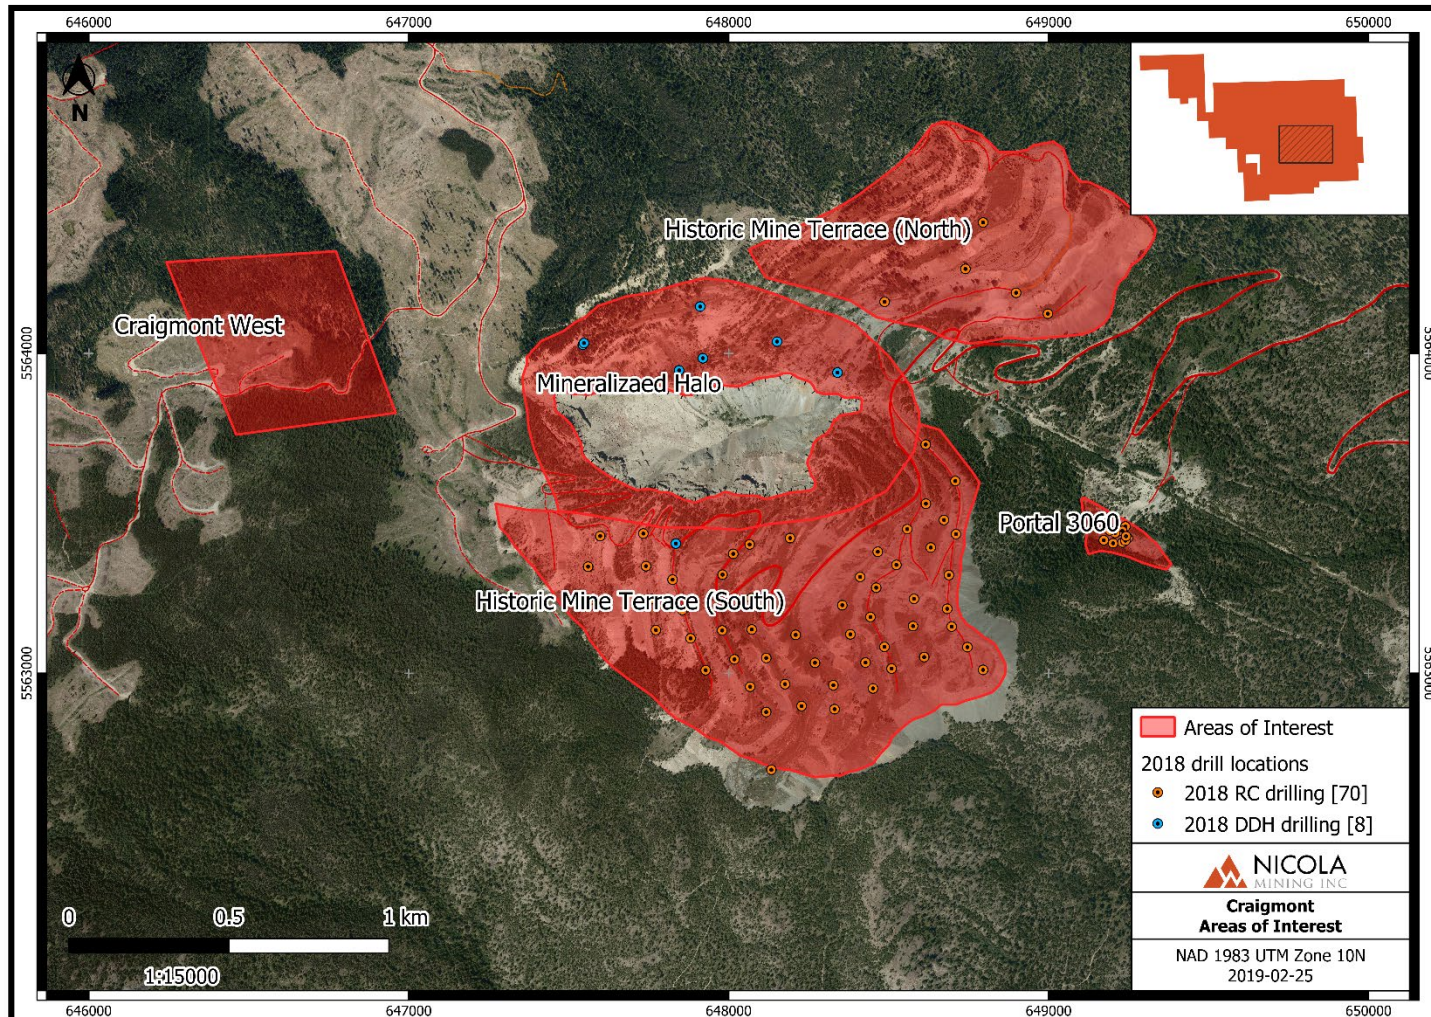 646000
647000
648000
649000
650000
N
Historic Mine Terrace (North)
Craigmont West
5564000
5564000
Mineralizaed Halo
Portal 3060
Historic Mine Terrace (South)
5563000
5563000
Areas of Interest
2018 drill locations
2018 RC drilling [70]
2018 DDH drilling [8]
NICOLA
MINING INC
Craigmont
Areas of Interest
NAD 1983 UTM Zone 10N
2019-02-25
0
0.5
1 km
1:15000
646000
647000
648000
649000
650000